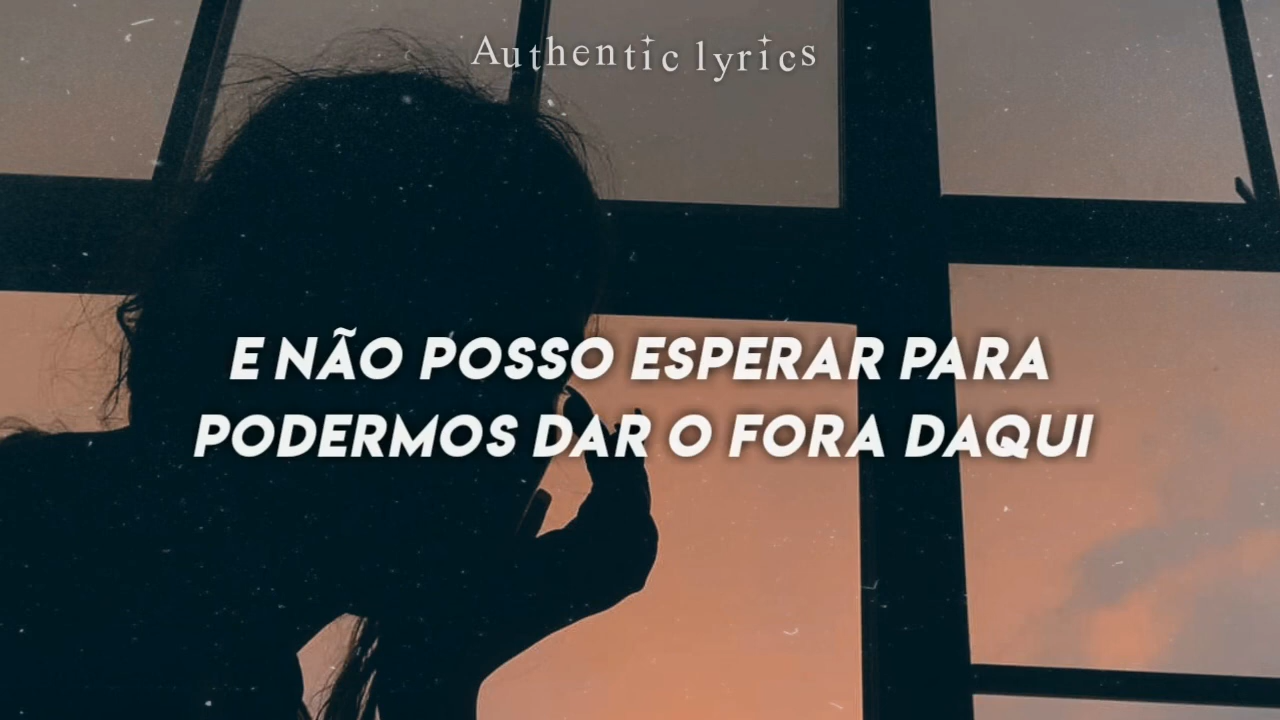 Authentic lyrics
E NÃO POSSO ESPERAR PARA
PODERMOS DAR O FORA DAQUI